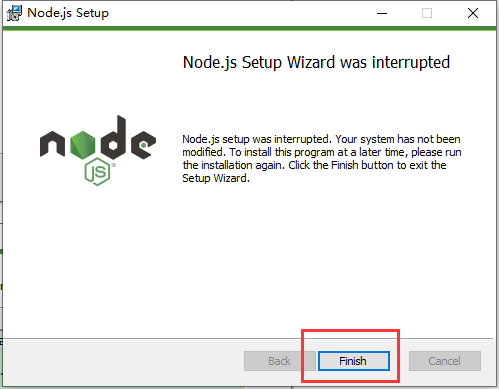 Node.js Setup
Node.js Setup Wizard was interrupted
node
JS
Node.js setup was interrupted. Your system has not been
modified. To install this program at a later time, please run
the installation again. Click the Finish button to exit the
Setup Wizard.
Back
Finish
Cancel